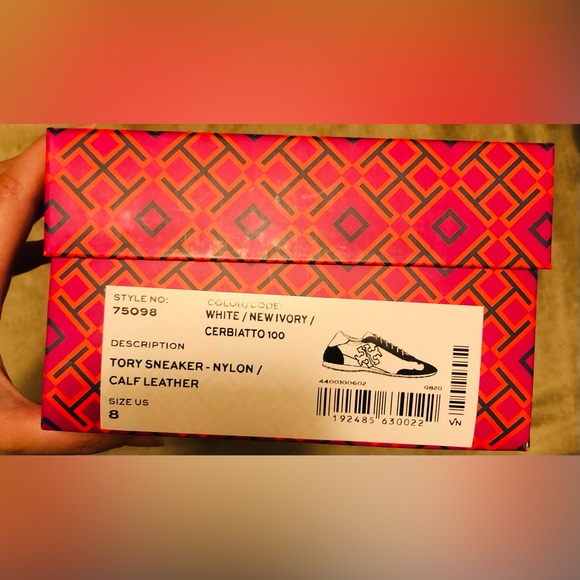 STYLE NO:
75098
COLOR/CODE:
WHITE / NEW IVORY /
CERBIATTO 100
DESCRIPTION
TORY SNEAKER - NYLON /
CALF LEATHER
SIZE US
8
4400100602 0820
192485 630022
VN